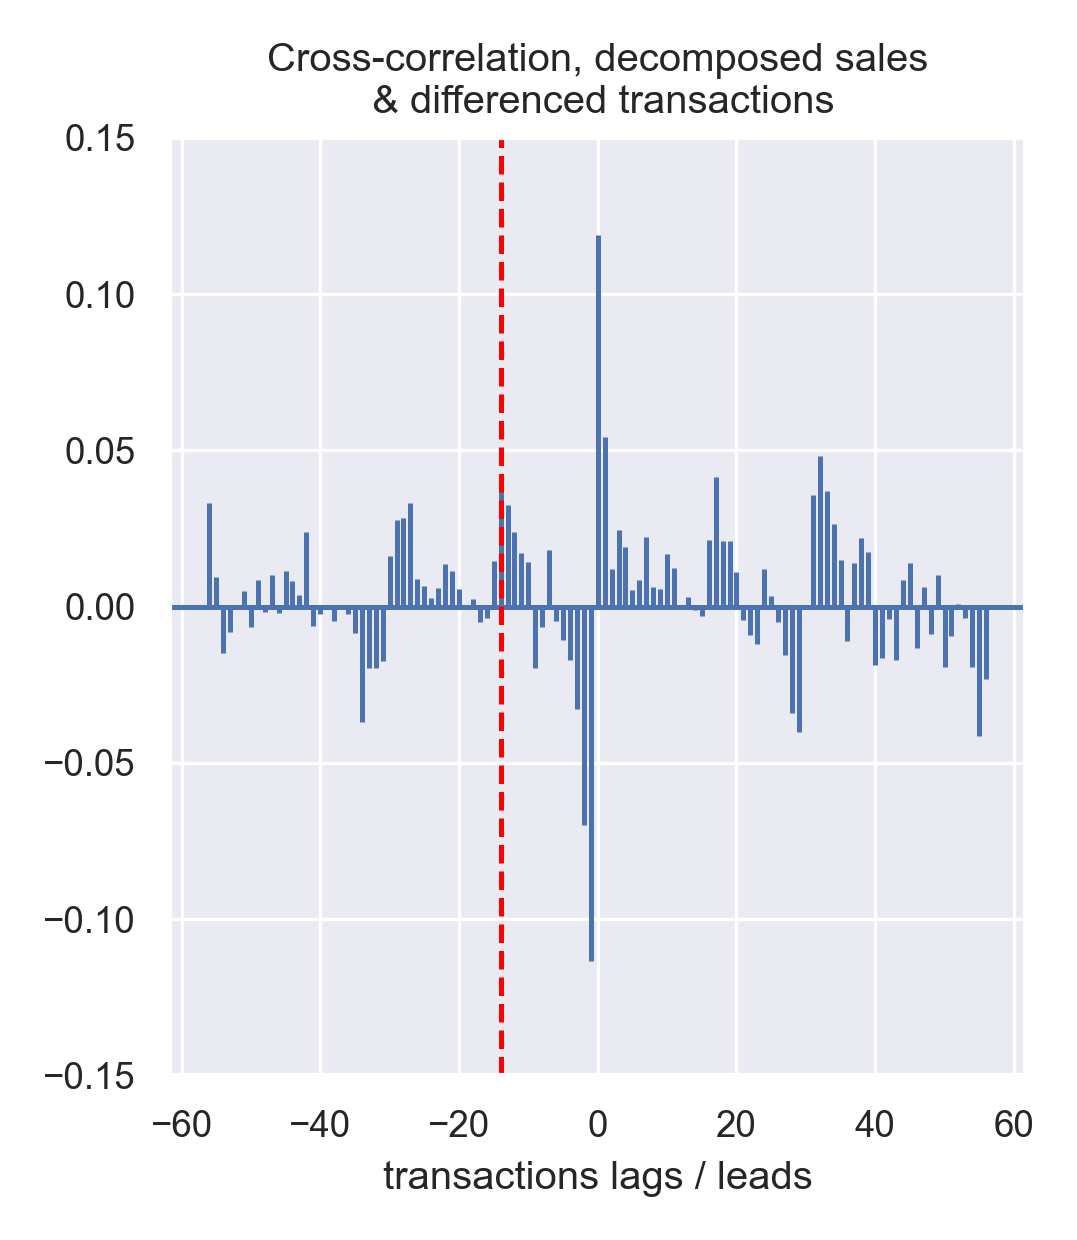 Cross-correlation, decomposed sales
& differenced transactions
0.15
0.10
0.05
0.00
−0.05
−0.10
−0.15
−60 −40 −20 0 20 40 60
transactions lags / leads